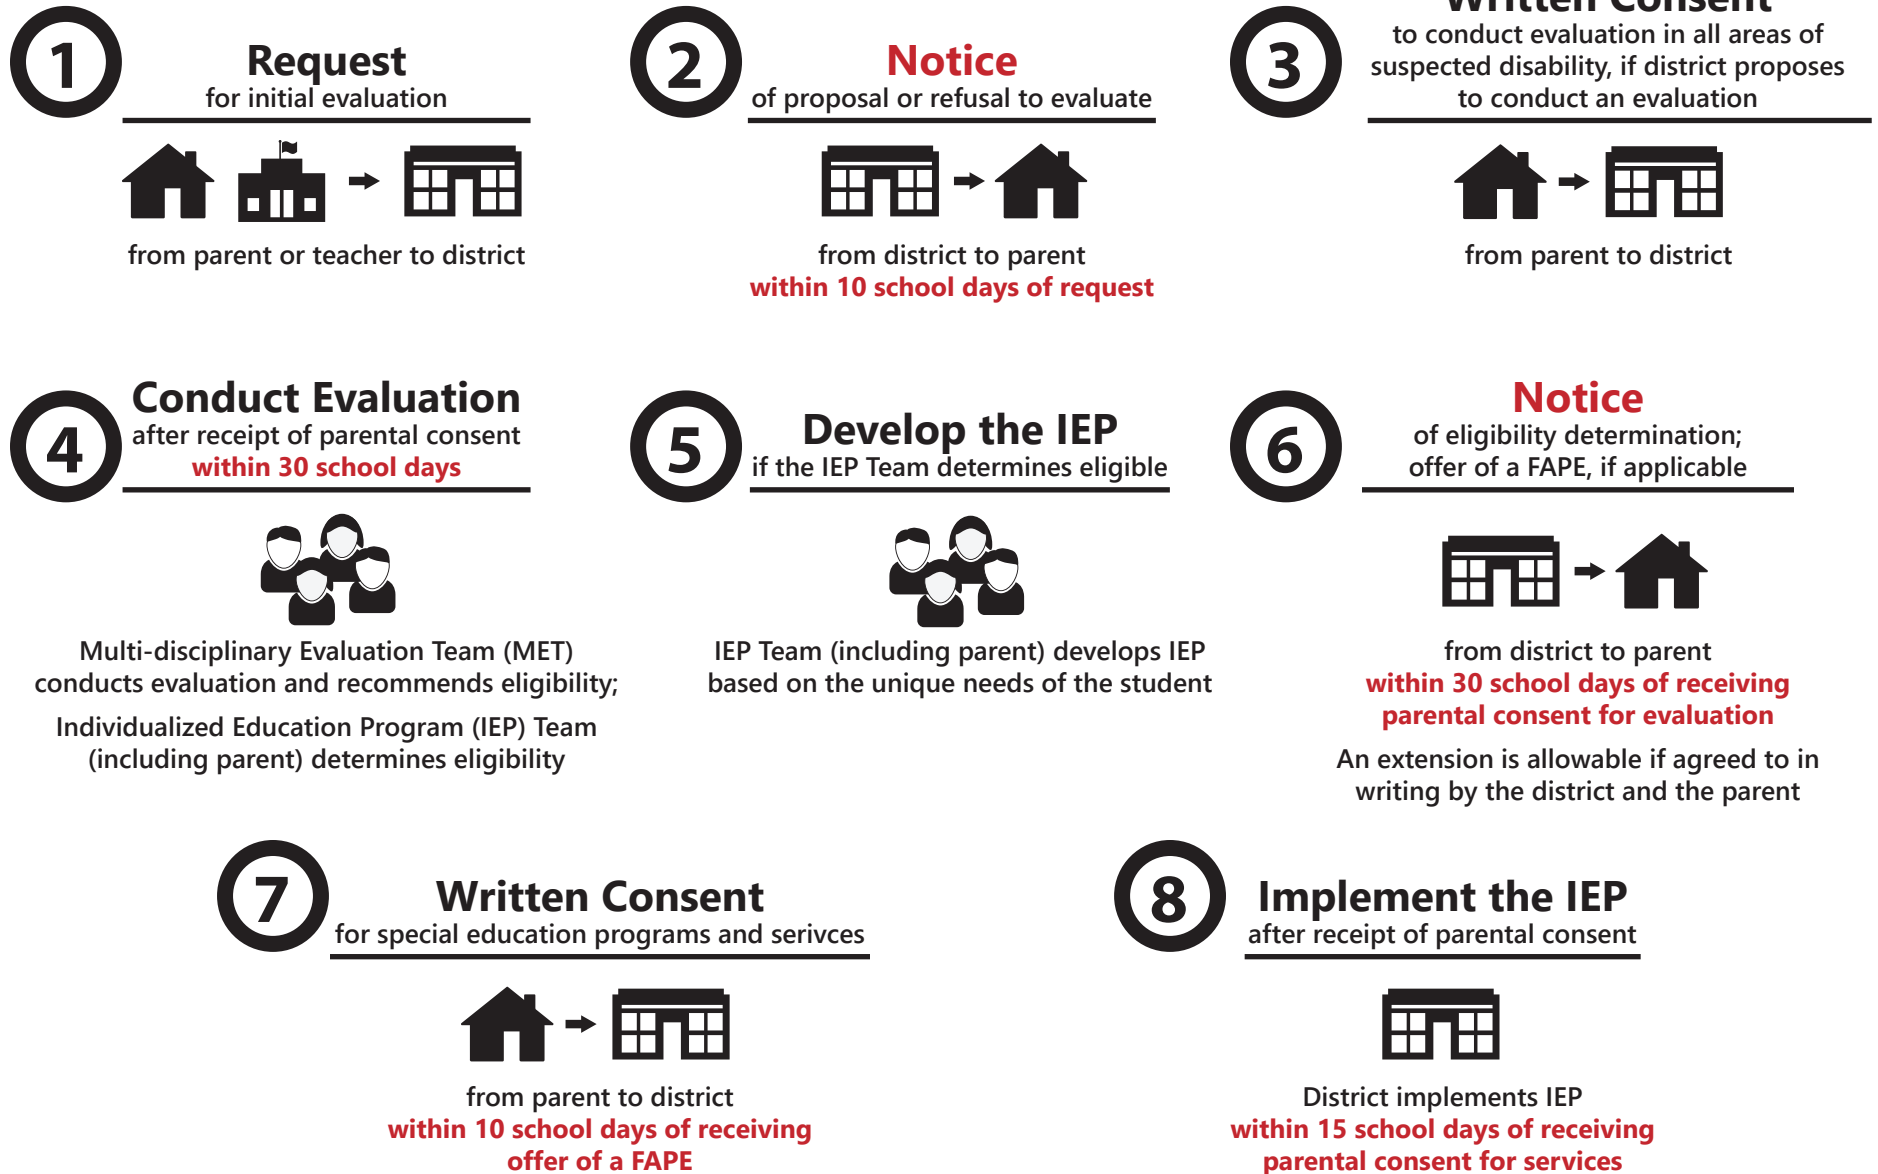 1
Request
for initial evaluation
from parent or teacher to district
2
Notice
of proposal or refusal to evaluate
from district to parent
within 10 school days of request
3
Written Consent
to conduct evaluation in all areas of
suspected disability, if district proposes
to conduct an evaluation
from parent to district
4
Conduct Evaluation
after receipt of parental consent
within 30 school days
Multi-disciplinary Evaluation Team (MET)
conducts evaluation and recommends eligibility;
Individualized Education Program (IEP) Team
(including parent) determines eligibility
5
Develop the IEP
if the IEP Team determines eligible
IEP Team (including parent) develops IEP
based on the unique needs of the student
6
Notice
of eligibility determination;
offer of a FAPE, if applicable
from district to parent
within 30 school days of receiving
parental consent for evaluation
An extension is allowable if agreed to in
writing by the district and the parent
7
Written Consent
for special education programs and serivces
from parent to district
within 10 school days of receiving
offer of a FAPE
8
Implement the IEP
after receipt of parental consent
District implements IEP
within 15 school days of receiving
parental consent for services